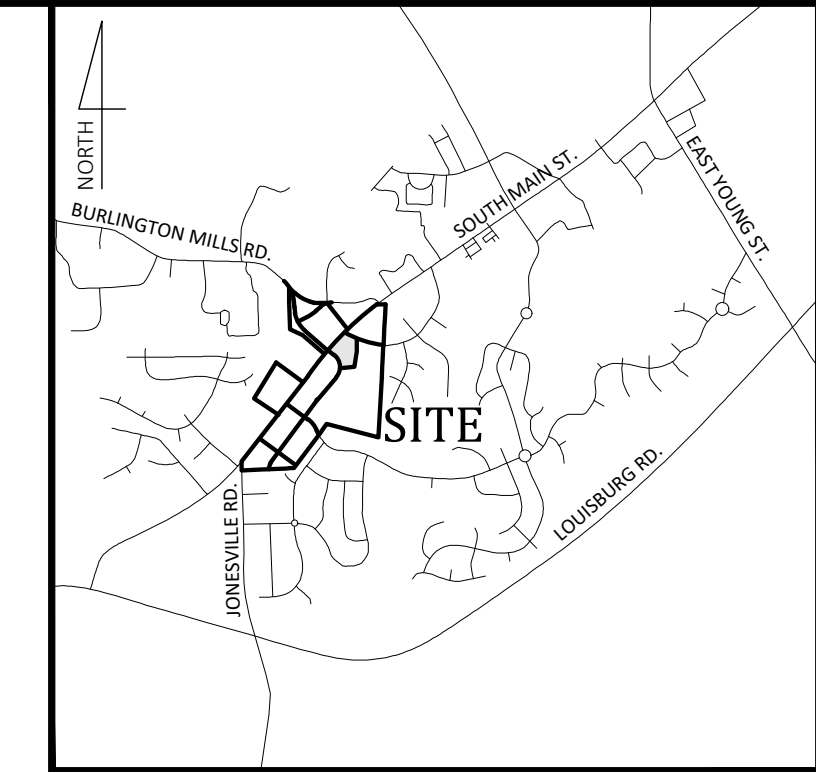 NORTH
BURLINGTON MILLS RD.
SOUTH MAIN ST.
EAST YOUNG ST.
SITE
JONESVILLE RD.
LOUISBURG RD.